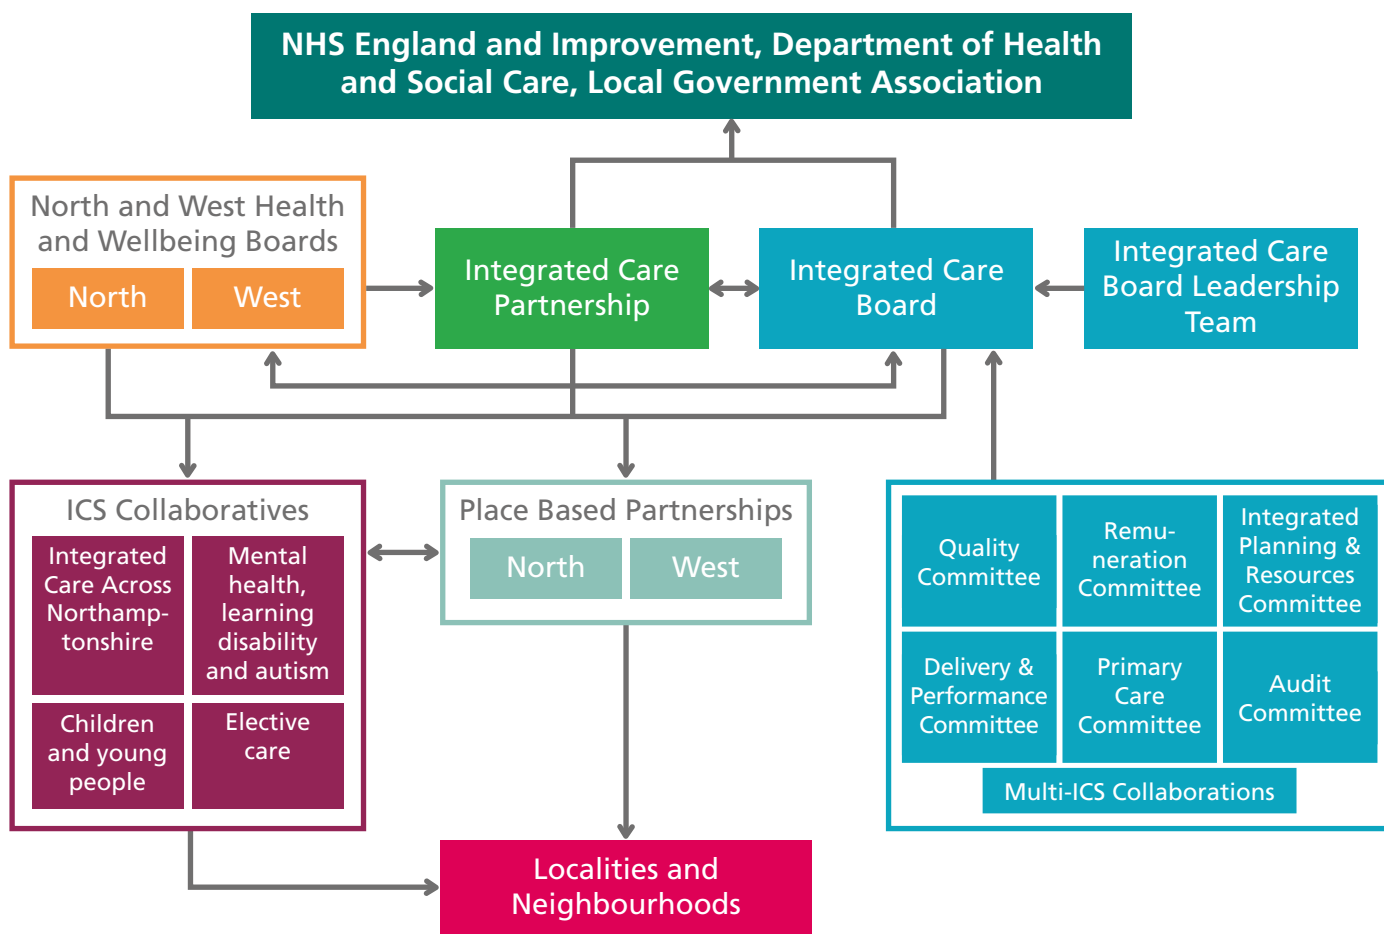 NHS England and Improvement, Department of Health
and Social Care, Local Government Association
North and West Health
and Wellbeing Boards
North
West
Integrated Care
Partnership
Integrated Care
Board
Integrated Care
Board Leadership
Team
ICS Collaboratives
Integrated
Care Across
Northamp-
tonshire
Mental
health,
learning
disability
and autism
Children
and young
people
Elective
care
Place Based Partnerships
North
West
Quality
Committee
Remu-
neration
Committee
Integrated
Planning &
Resources
Committee
Delivery &
Performance
Committee
Primary
Care
Committee
Audit
Committee
Multi-ICS Collaborations
Localities and
Neighbourhoods